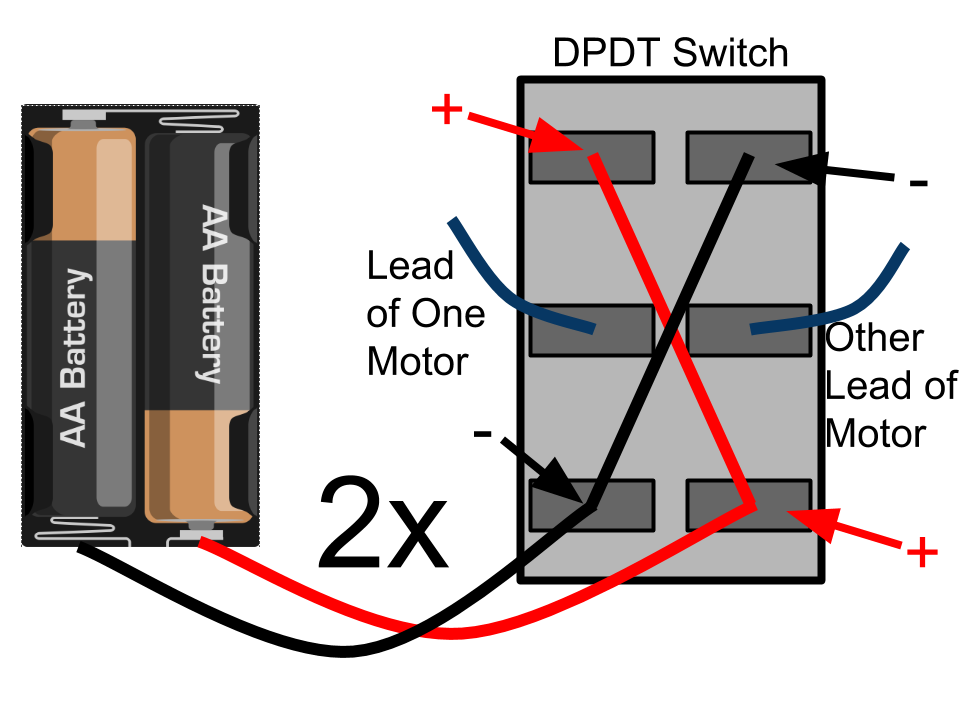 DPDT Switch
+
-
AA Battery
AA Battery
Lead
of One
Motor
Other
Lead of
Motor
-
2x
+